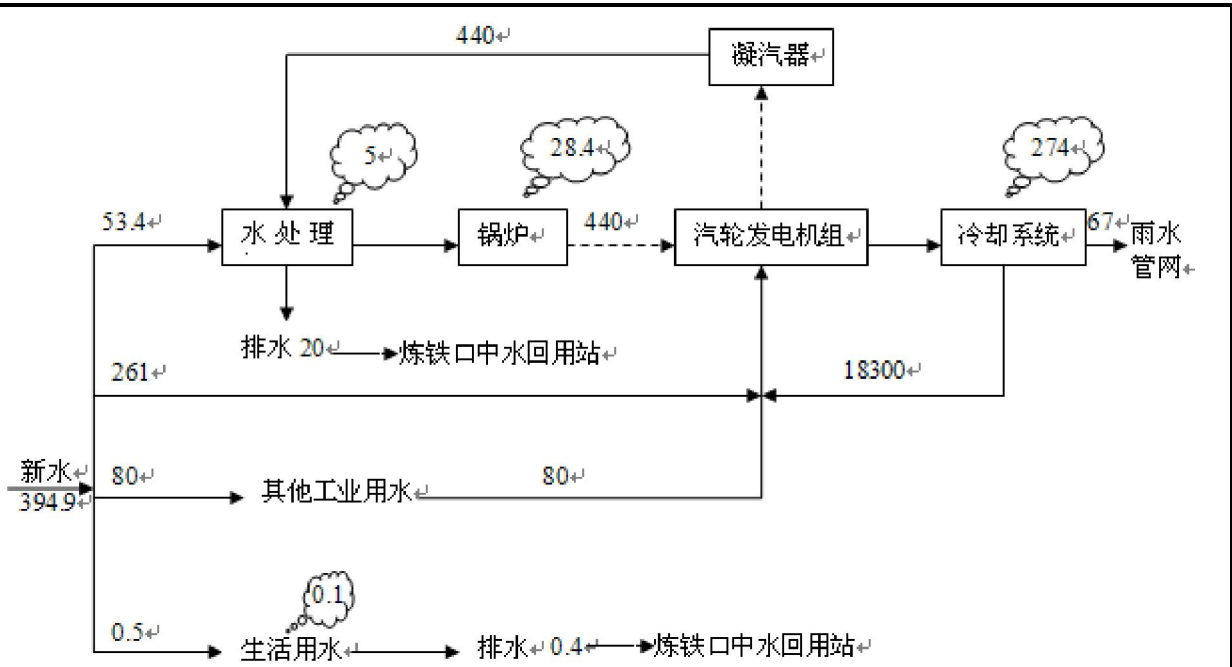 440↵
凝汽器↵
5↵
28.4↵
274↵
53.4↵
水处理
锅炉↵
440↵
汽轮发电机组↵
冷却系统↵
67↵
雨水
管网↵
排水 20↵
炼铁口中水回用站↵
261↵
18300↵
新水↵
394.9↵
80↵
其他工业用水↵
80↵
0.1
0.5↵
生活用水↵
排水↵0.4↵
炼铁口中水回用站↵